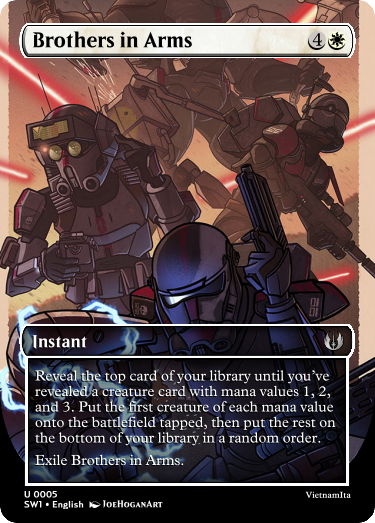 Brothers in Arms 4
Instant
Reveal the top card of your library until you've
revealed a creature card with mana values 1, 2,
and 3. Put the first creature of each mana value
onto the battlefield tapped, then put the rest on
the bottom of your library in a random order.
Exile Brothers in Arms.
U 0005
VietnamIta
SW1 • English JoeHoganArt